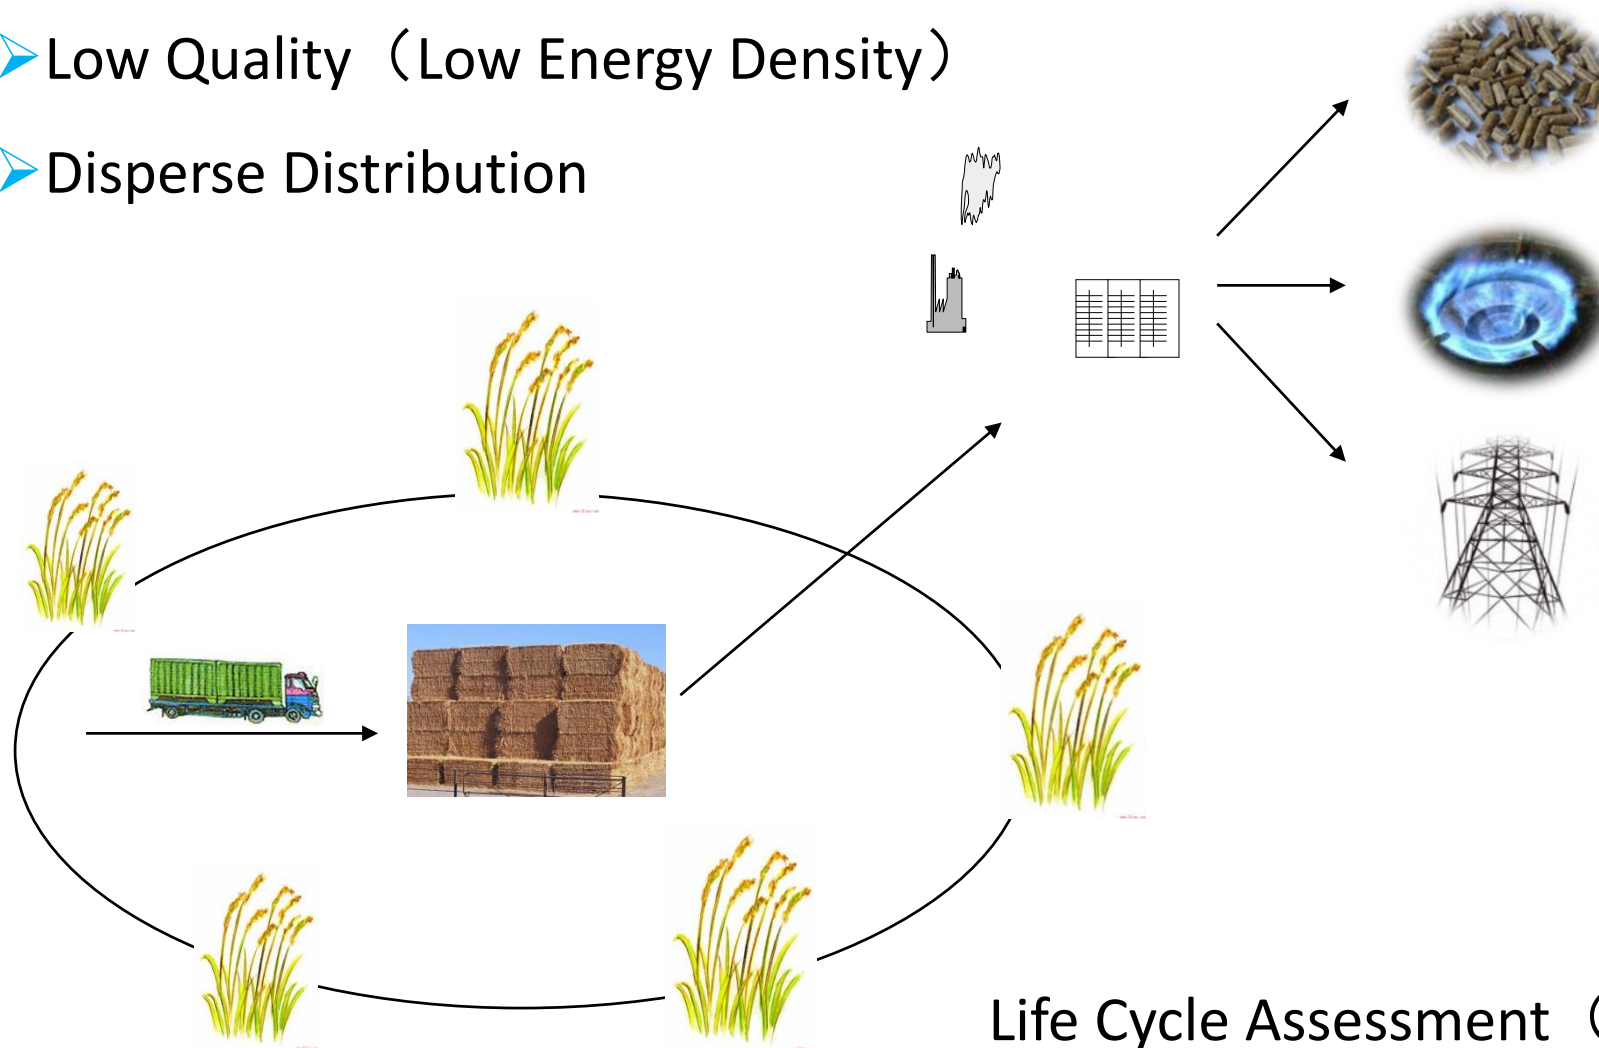 Low Quality（Low Energy Density）
Disperse Distribution
Life Cycle Assessment（